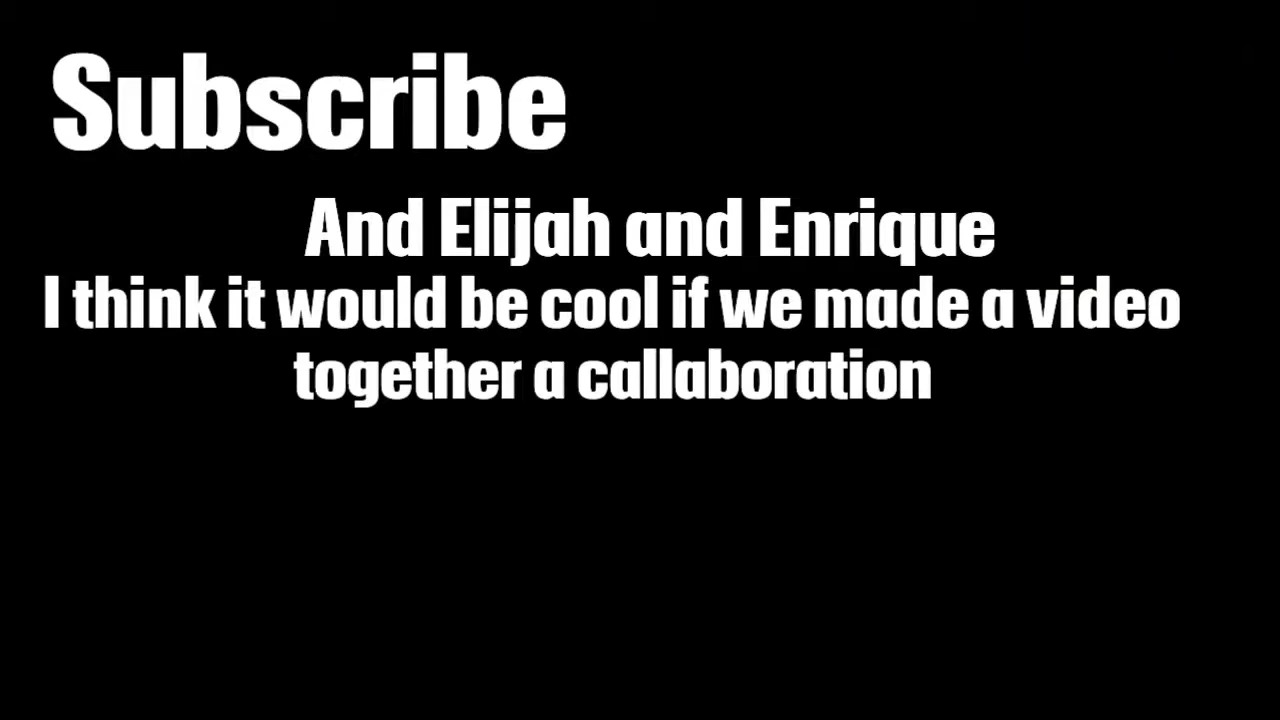 Subscribe
And Elijah and Enrique
I think it would be cool if we made a video
together a callaboration